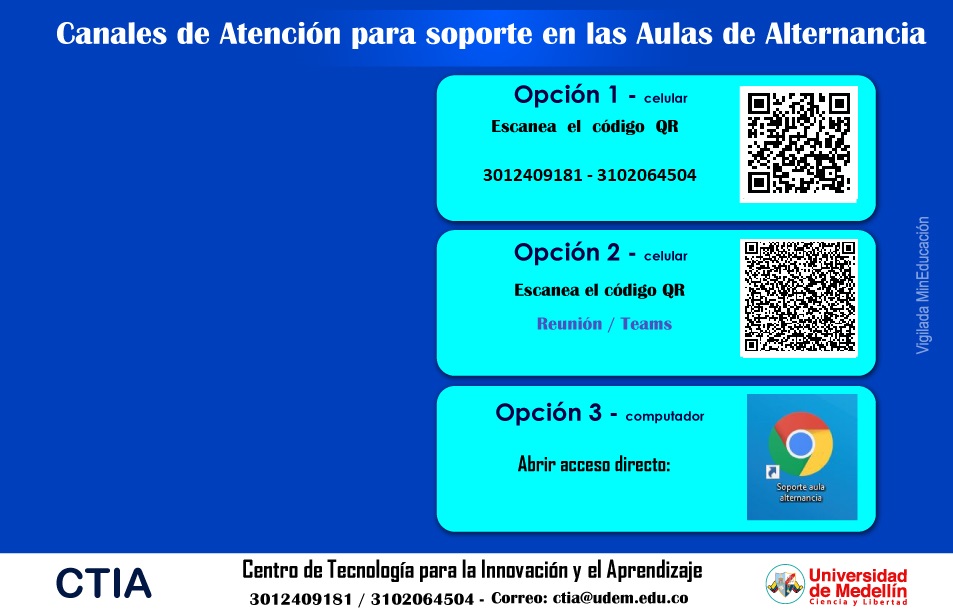 Canales de Atención para soporte en las Aulas de Alternancia
Opción 1 - celular
Escanea el código QR
3012409181 - 3102064504
Opción 2 - celular
Escanea el código QR
Reunión / Teams
Opción 3 - computador
Abrir acceso directo:
Soporte aula
alternancia
Vigilada MinEducación
CTIA
Centro de Tecnología para la Innovación y el Aprendizaje
3012409181 / 3102064504 - Correo: ctia@udem.edu.co
Universidad
de Medellín
Ciencia y Libertad